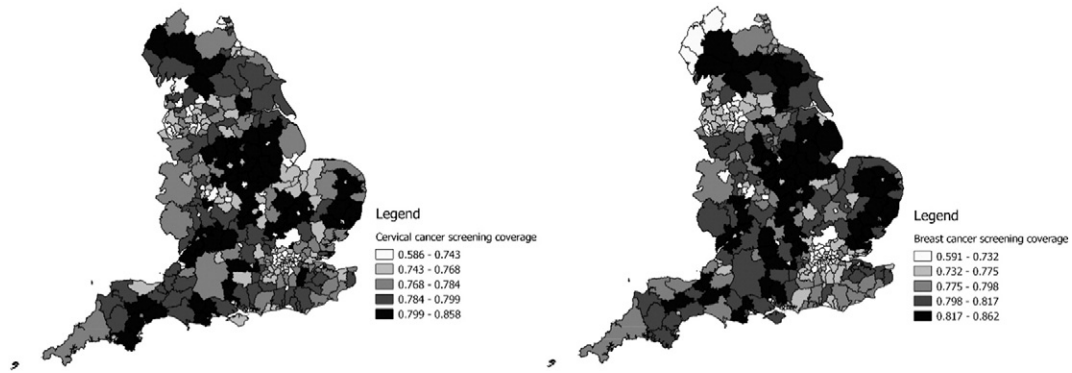 Legend
Cervical cancer screening coverage
0.586 - 0.743
0.743 - 0.768
0.768 - 0.784
0.784 - 0.799
0.799 - 0.858
Legend
Breast cancer screening coverage
0.591 - 0.732
0.732 - 0.775
0.775 - 0.798
0.798 - 0.817
0.817 - 0.862